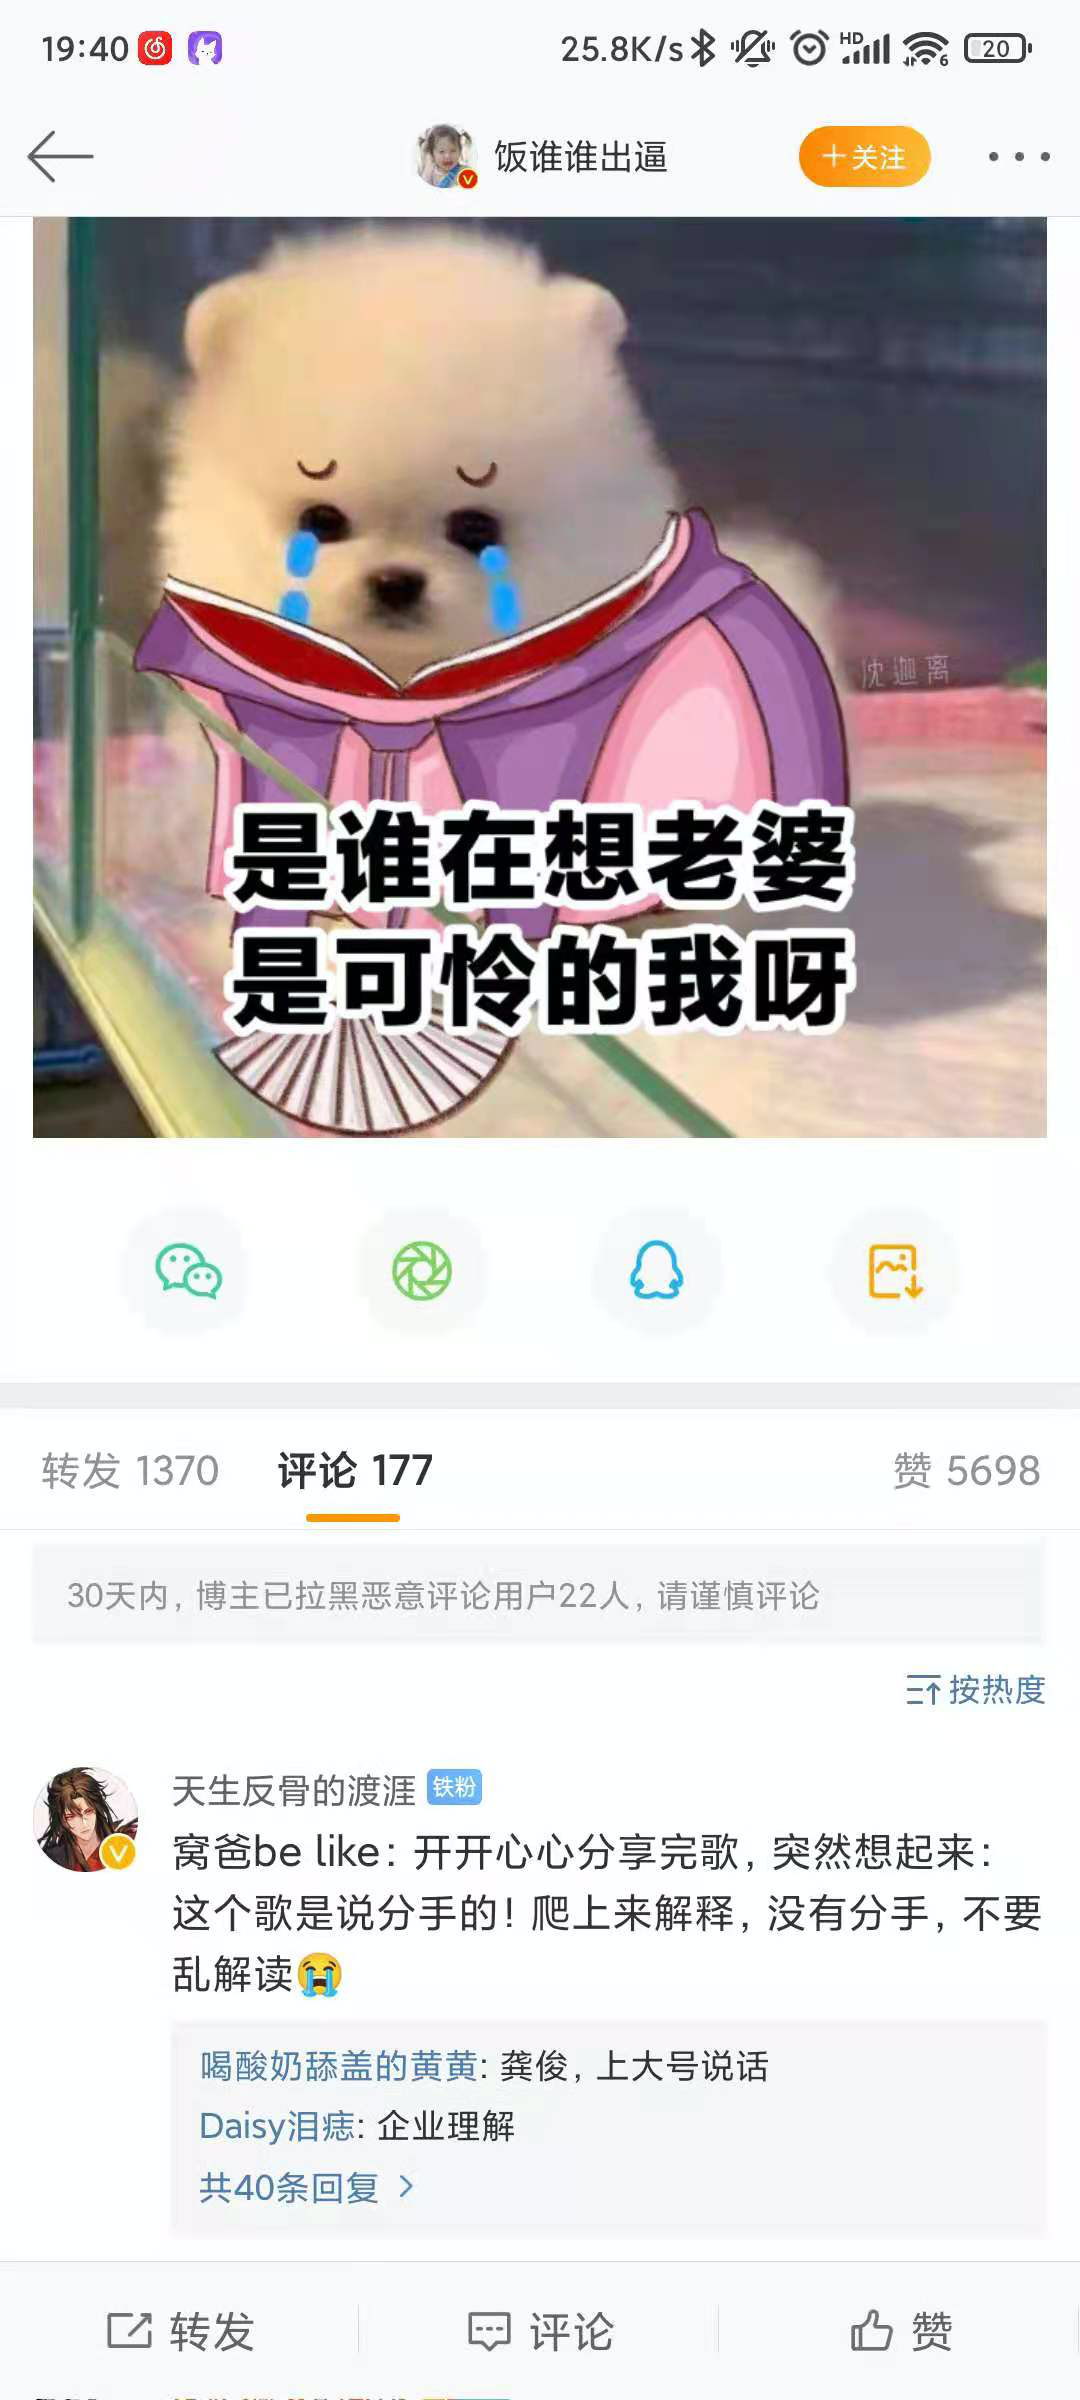 19:40
25.8K/s
HD
6
20
饭谁谁出逼
+关注
沈迦离
是谁在想老婆
是可怜的我呀
转发 1370
评论 177
赞 5698
30天内，博主已拉黑恶意评论用户22人，请谨慎评论
按热度
天生反骨的渡涯 铁粉
窝爸be like：开开心心分享完歌，突然想起来：
这个歌是说分手的！爬上来解释，没有分手，不要
乱解读😭
喝酸奶舔盖的黄黄: 龚俊，上大号说话
Daisy泪痣: 企业理解
共40条回复 >
转发
评论
赞